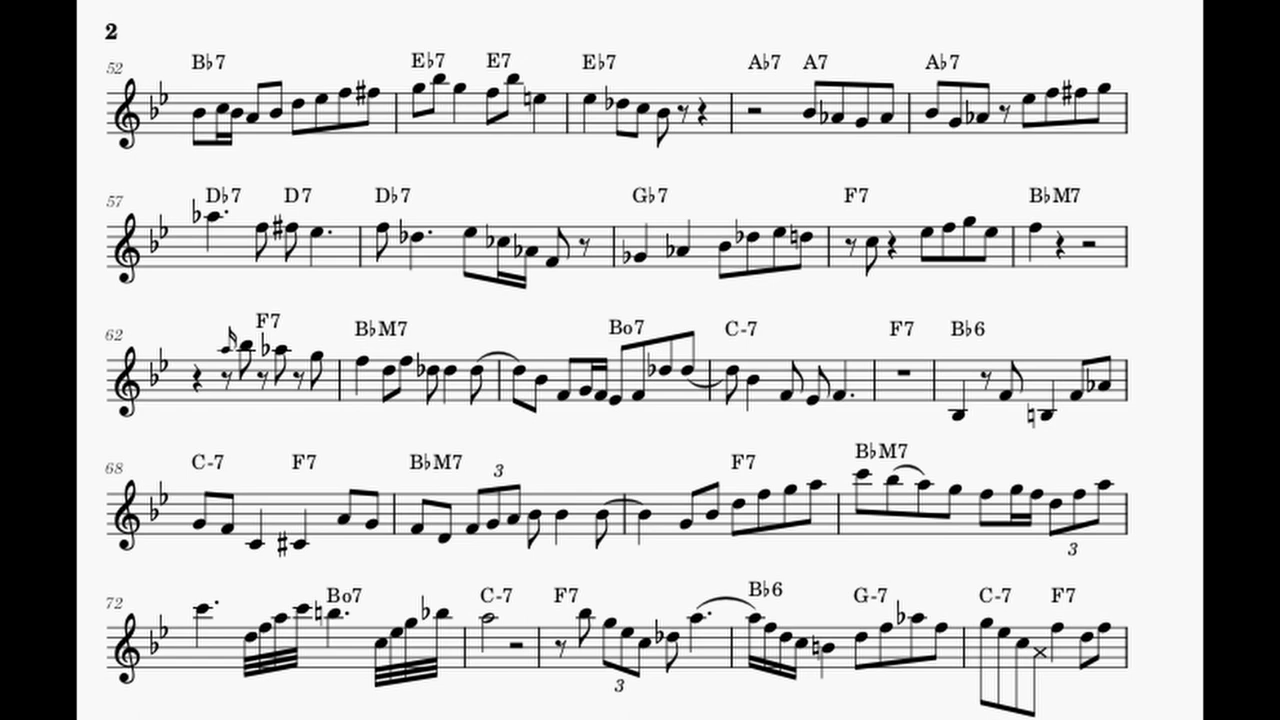 2
52 B♭7 E♭7 E7 E♭7 A♭7 A7 A♭7
57 D♭7 D7 D♭7 G♭7 F7 B♭M7
62 F7 B♭M7 Bo7 C-7 F7 B♭6
68 C-7 F7 B♭M7 3 F7 B♭M7
3
72 Bo7 C-7 F7 B♭6 G-7 C-7 F7
3